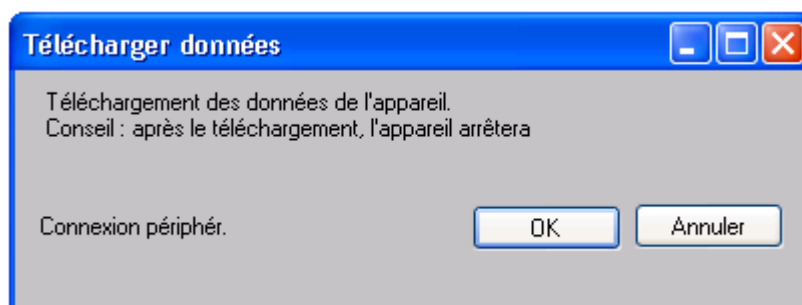 Télécharger données
Téléchargement des données de l'appareil.
Conseil : après le téléchargement, l'appareil arrêtera
Connexion périphér.
OK
Annuler